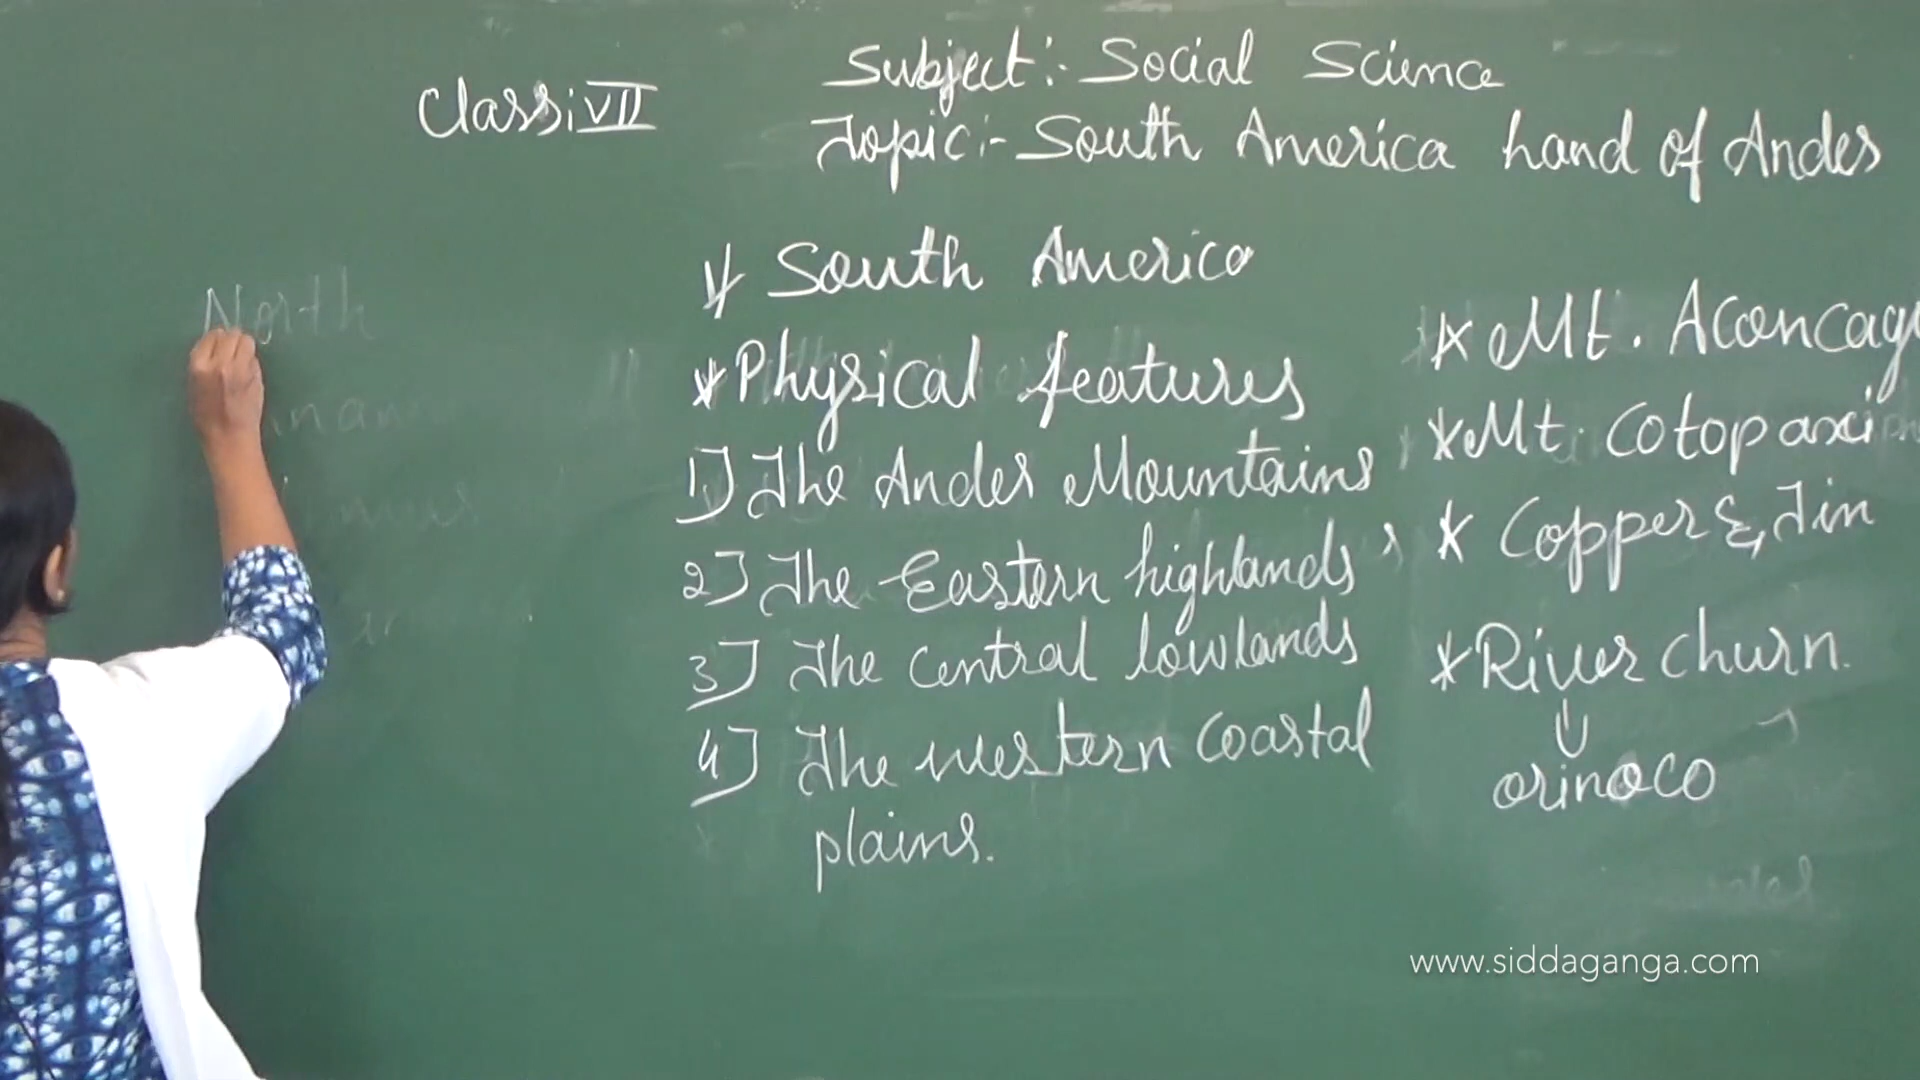 Class: VII
Subject:- Social Science
Topic:- South America Land of Andes
* South America
* Physical features
1] The Andes Mountains
2] The Eastern highlands
3] The central lowlands
4] The western coastal
plains.
* Mt. Aconcag
* Mt. Cotopaxi
* Copper & Tin
* River churn.
orinoco
North
www.siddaganga.com